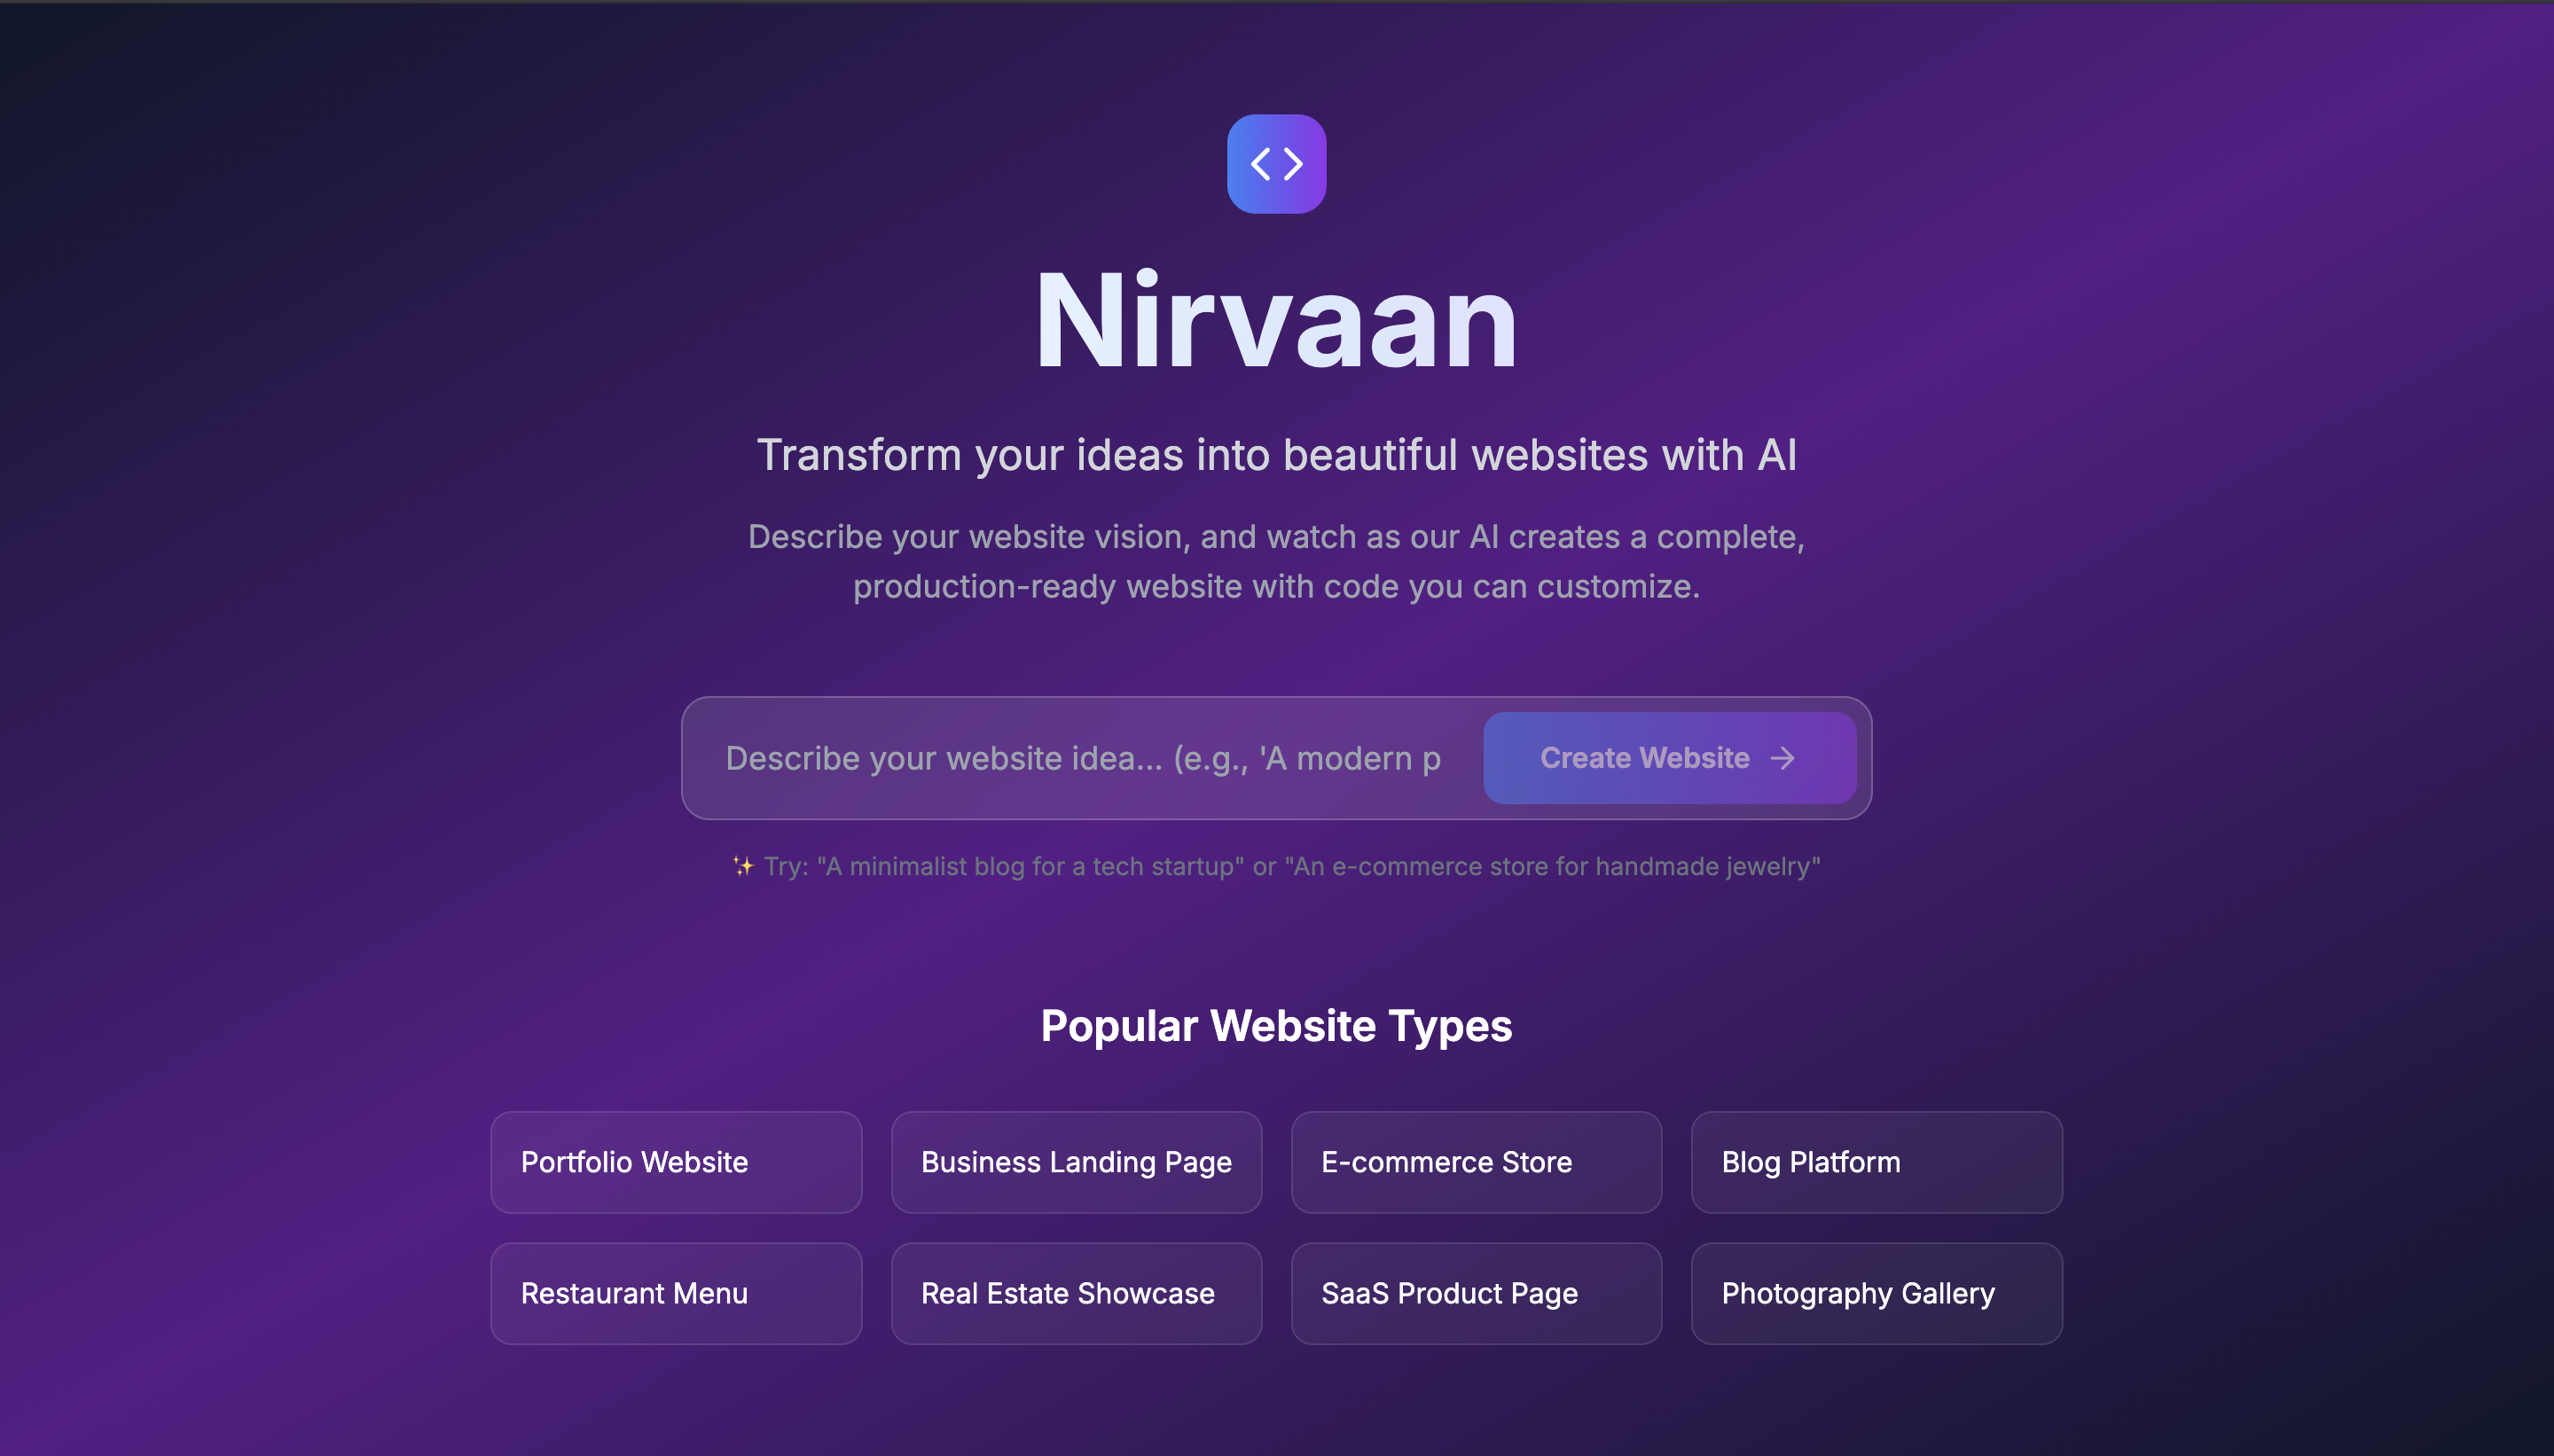 Nirvaan
Transform your ideas into beautiful websites with AI
Describe your website vision, and watch as our AI creates a complete,
production-ready website with code you can customize.
Describe your website idea... (e.g., 'A modern p
Create Website →
✨ Try: "A minimalist blog for a tech startup" or "An e-commerce store for handmade jewelry"
Popular Website Types
Portfolio Website
Business Landing Page
E-commerce Store
Blog Platform
Restaurant Menu
Real Estate Showcase
SaaS Product Page
Photography Gallery